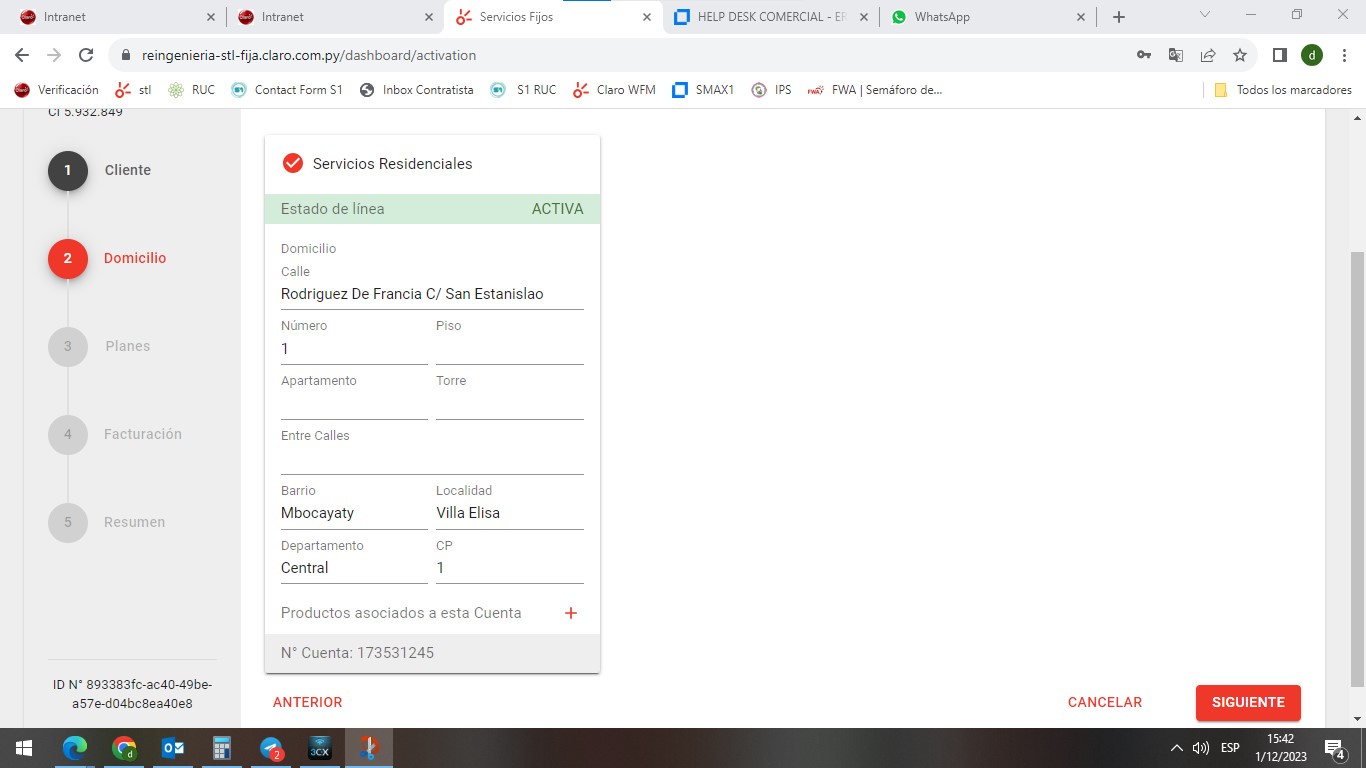 Intranet
Intranet
Servicios Fijos
HELP DESK COMERCIAL - ER
WhatsApp
reingenieria-stl-fija.claro.com.py/dashboard/activation
d
Verificación
stl
RUC
Contact Form S1
Inbox Contratista
S1 RUC
Claro WFM
SMAX1
IPS
FWA | Semáforo de...
Todos los marcadores
CI 5.932.849
1 Cliente
2 Domicilio
3 Planes
4 Facturación
5 Resumen
ID N° 893383fc-ac40-49be-
a57e-d04bc8ea40e8
Servicios Residenciales
Estado de línea ACTIVA
Domicilio
Calle
Rodriguez De Francia C/ San Estanislao
Número Piso
1
Apartamento Torre
Entre Calles
Barrio Localidad
Mbocayaty Villa Elisa
Departamento CP
Central 1
Productos asociados a esta Cuenta +
N° Cuenta: 173531245
ANTERIOR CANCELAR SIGUIENTE
2
3CX
ESP
15:42
1/12/2023
4